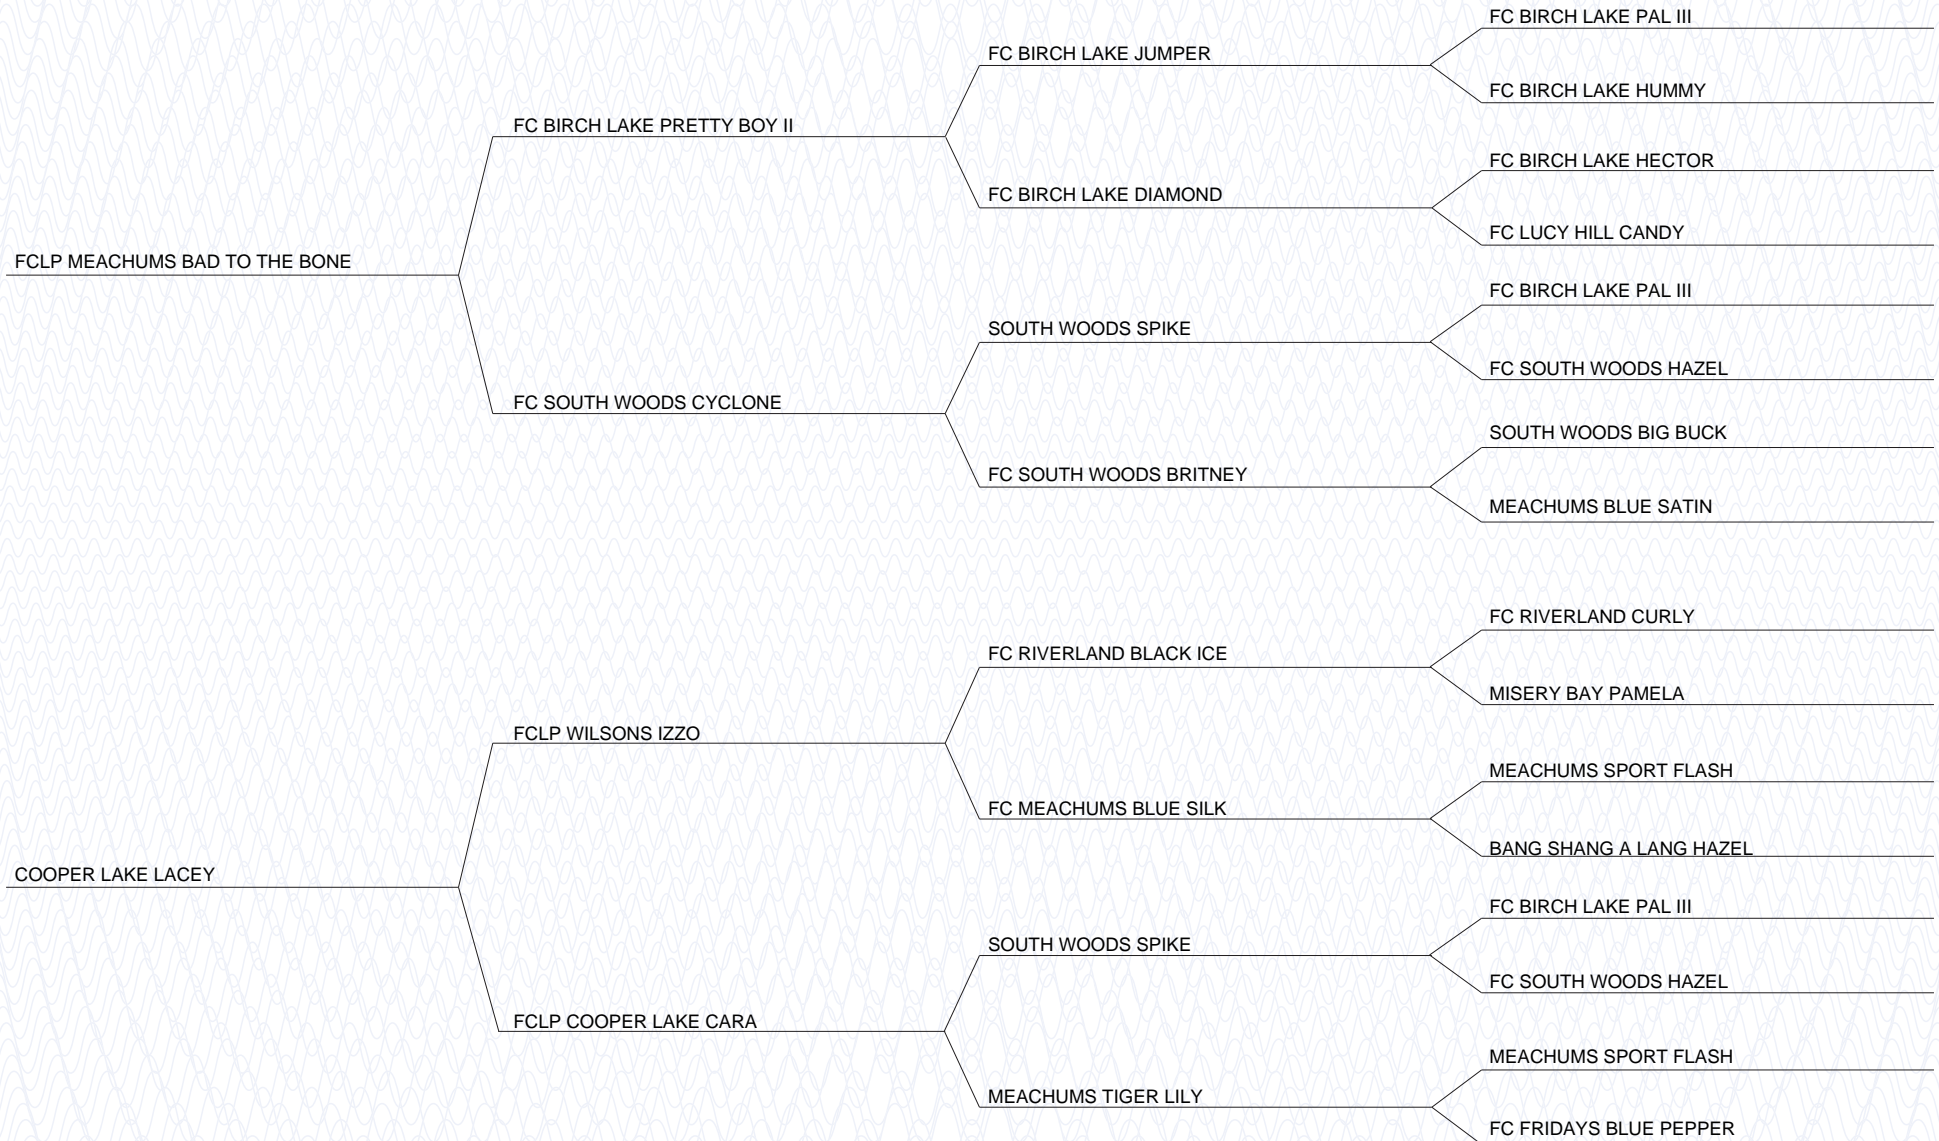 FC BIRCH LAKE PAL III
FC BIRCH LAKE JUMPER
FC BIRCH LAKE HUMMY
FC BIRCH LAKE PRETTY BOY II
FC BIRCH LAKE HECTOR
FC BIRCH LAKE DIAMOND
FC LUCY HILL CANDY
FCLP MEACHUMS BAD TO THE BONE
FC BIRCH LAKE PAL III
SOUTH WOODS SPIKE
FC SOUTH WOODS HAZEL
FC SOUTH WOODS CYCLONE
SOUTH WOODS BIG BUCK
FC SOUTH WOODS BRITNEY
MEACHUMS BLUE SATIN
FC RIVERLAND CURLY
FC RIVERLAND BLACK ICE
MISERY BAY PAMELA
FCLP WILSONS IZZO
MEACHUMS SPORT FLASH
FC MEACHUMS BLUE SILK
BANG SHANG A LANG HAZEL
COOPER LAKE LACEY
FC BIRCH LAKE PAL III
SOUTH WOODS SPIKE
FC SOUTH WOODS HAZEL
FCLP COOPER LAKE CARA
MEACHUMS SPORT FLASH
MEACHUMS TIGER LILY
FC FRIDAYS BLUE PEPPER